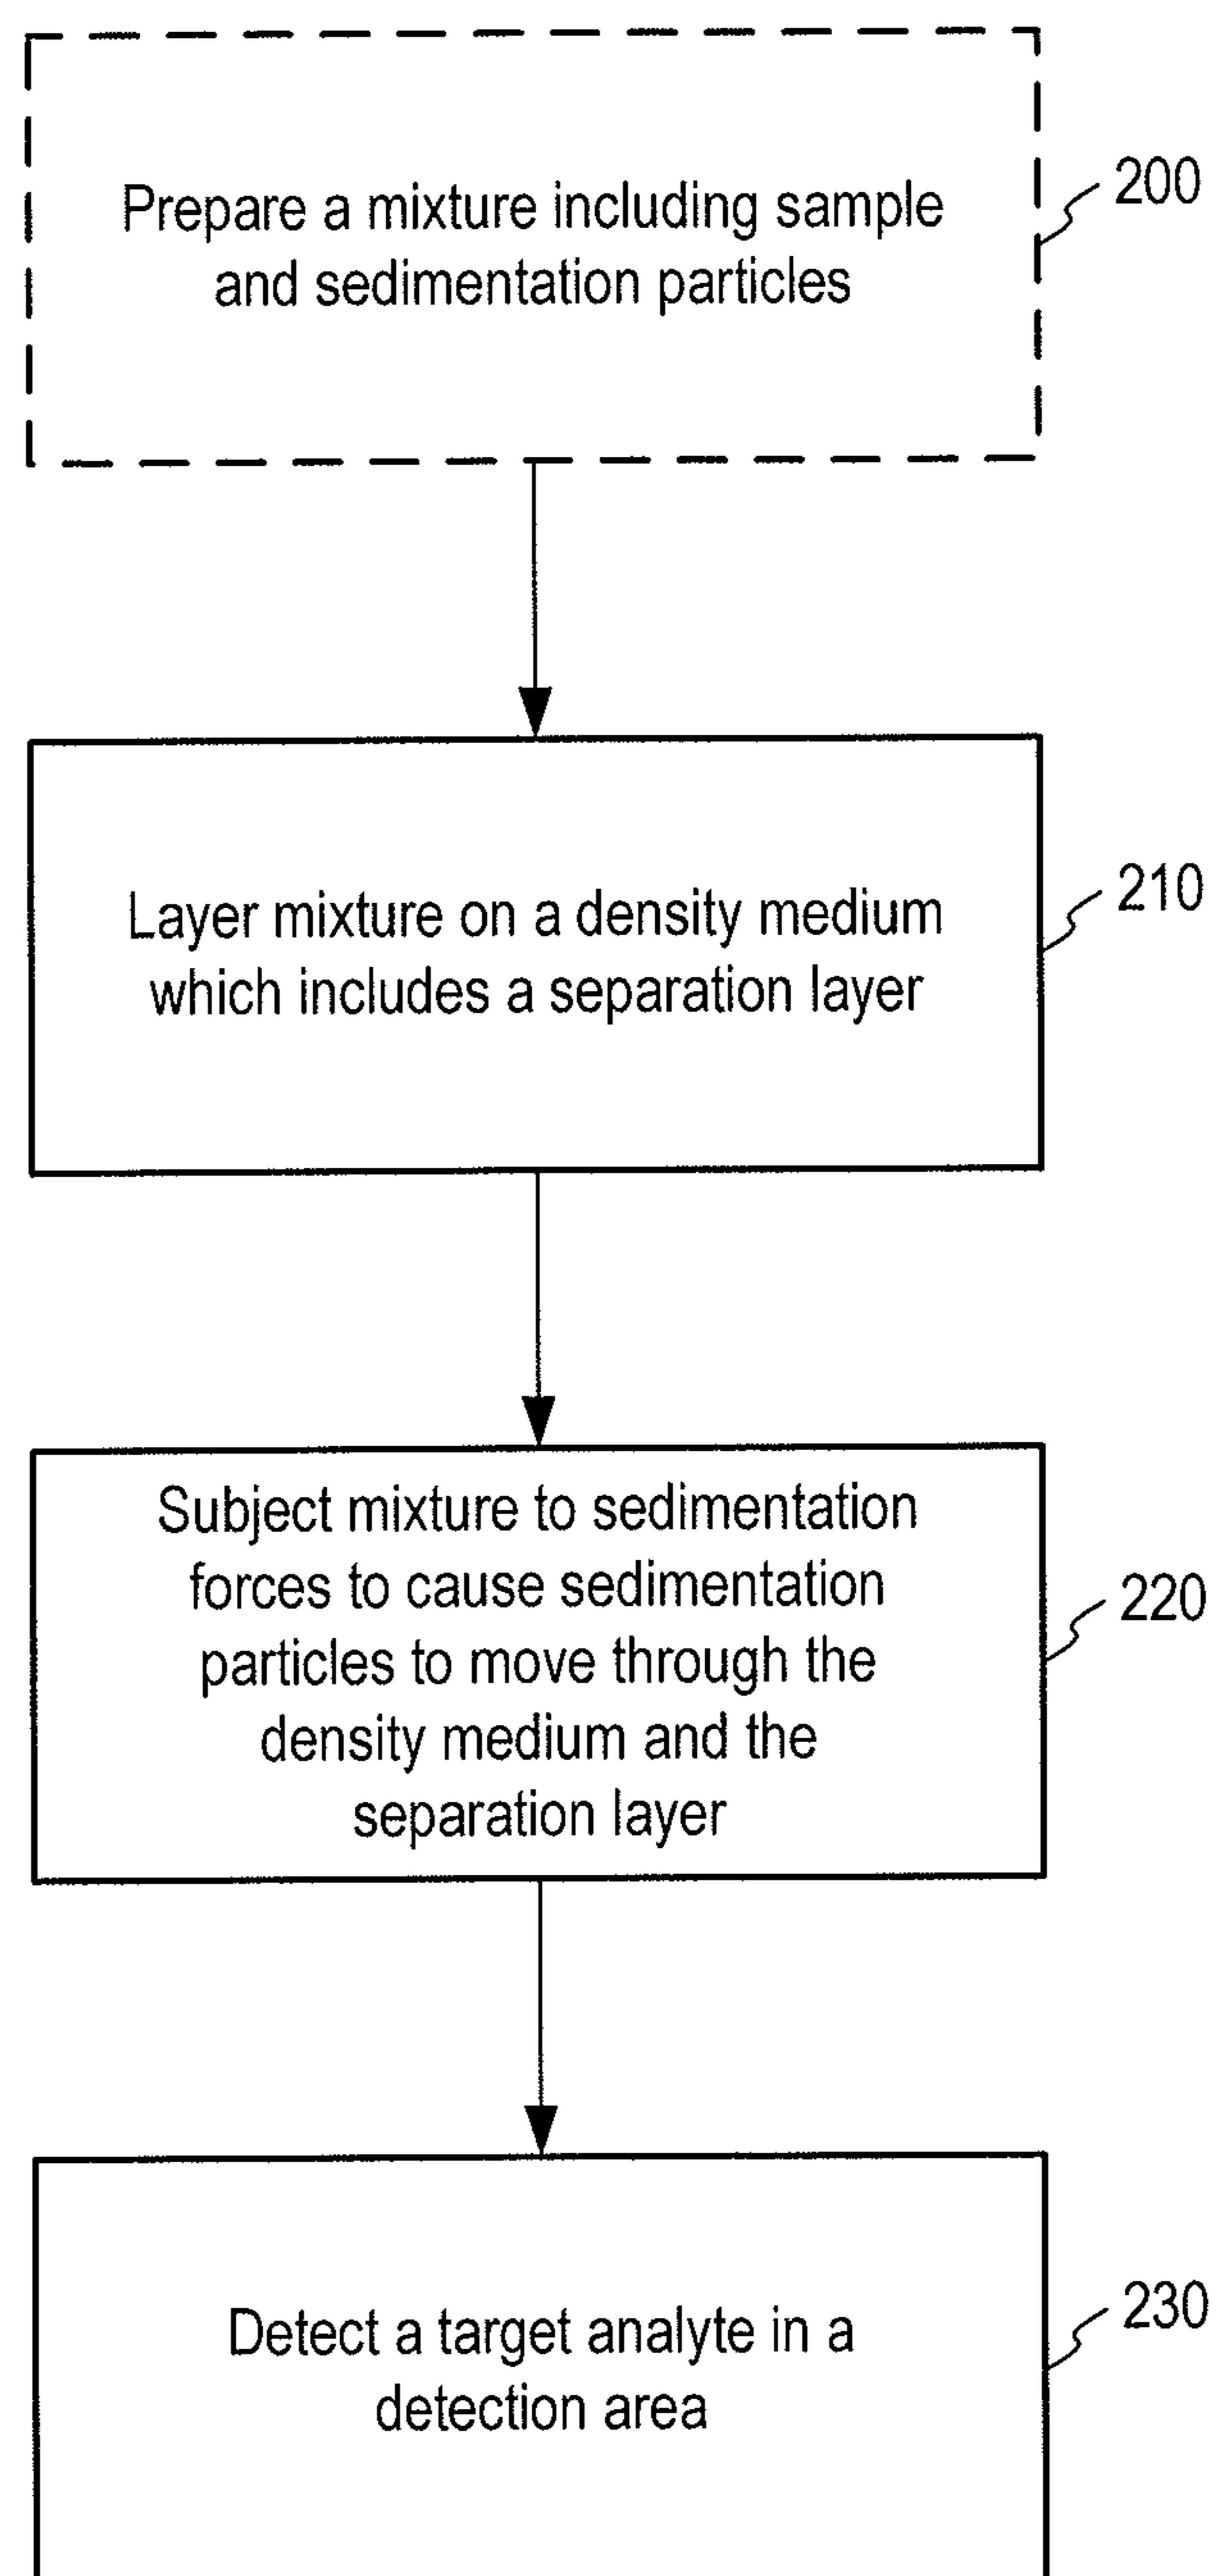 Prepare a mixture including sample
and sedimentation particles
200
Layer mixture on a density medium
which includes a separation layer
210
Subject mixture to sedimentation
forces to cause sedimentation
particles to move through the
density medium and the
separation layer
220
Detect a target analyte in a
detection area
230